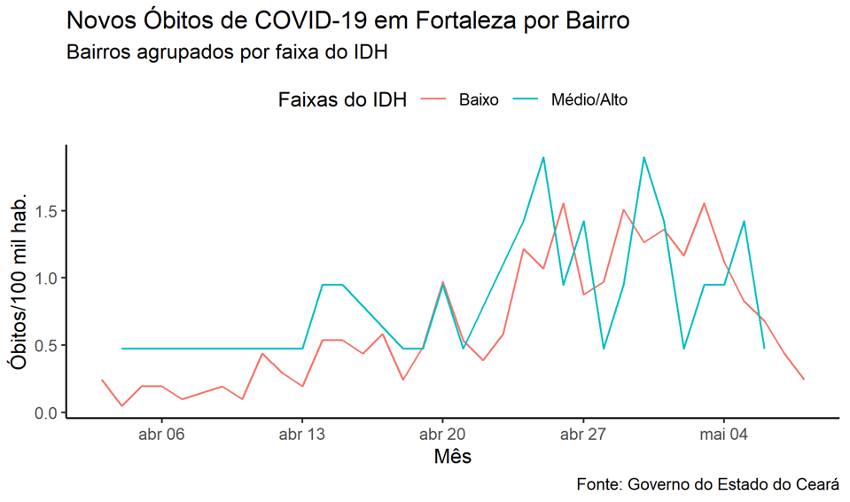 Novos Óbitos de COVID-19 em Fortaleza por Bairro
Bairros agrupados por faixa do IDH
Faixas do IDH Baixo Médio/Alto
Óbitos/100 mil hab.
1.5
1.0
0.5
0.0
abr 06 abr 13 abr 20 abr 27 mai 04
Mês
Fonte: Governo do Estado do Ceará